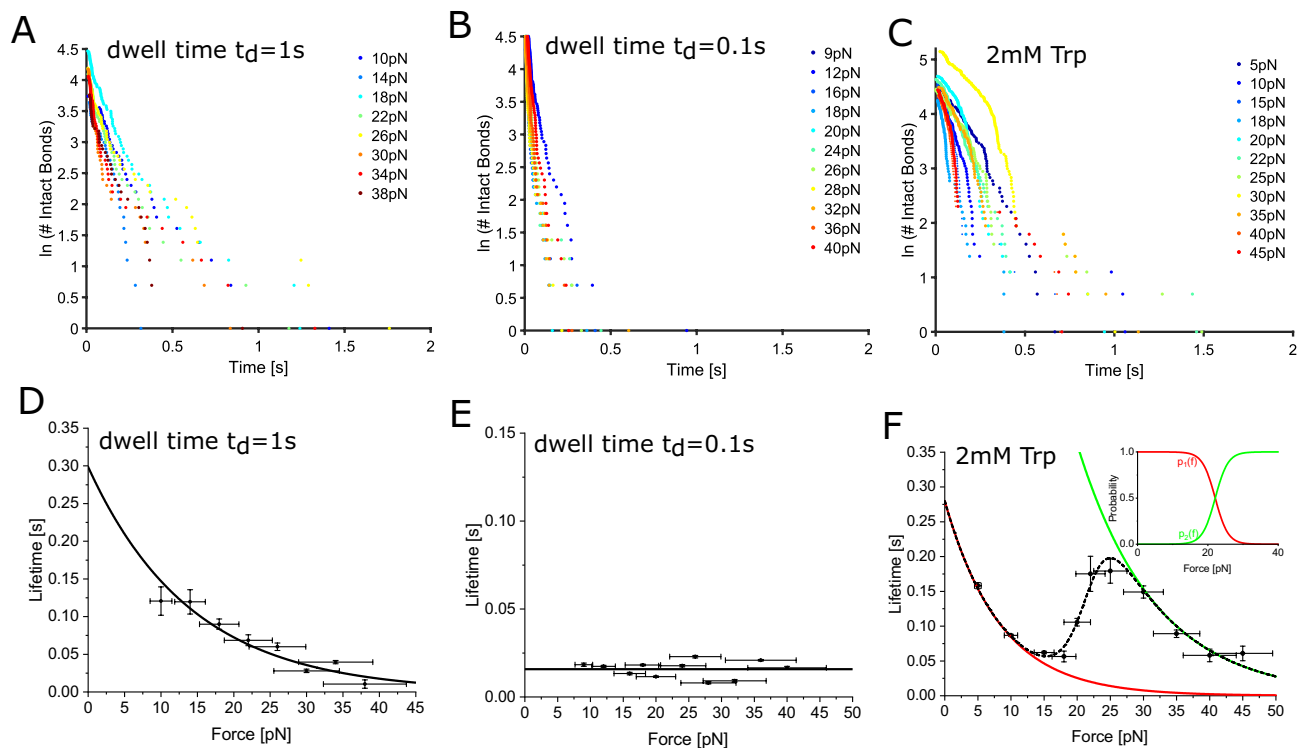 A
dwell time td=1s
4.5
4.0
3.5
3.0
2.5
2.0
1.5
1
0.5
0
ln (# Intact Bonds)
0
0.5
1
1.5
2
Time [s]
10pN
14pN
18pN
22pN
26pN
30pN
34pN
38pN
B
dwell time td=0.1s
4.5
4.0
3.5
3.0
2.5
2.0
1.5
1.0
0.5
0.0
ln (# Intact Bonds)
0
0.5
1
1.5
2
Time [s]
9pN
12pN
16pN
18pN
20pN
24pN
26pN
28pN
32pN
36pN
40pN
C
2mM Trp
5
4
3
2
1
0
ln (# Intact Bonds)
0
0.5
1
1.5
2
Time [s]
5pN
10pN
15pN
18pN
20pN
22pN
25pN
30pN
35pN
40pN
45pN
D
dwell time td=1s
0.35
0.30
0.25
0.20
0.15
0.10
0.05
0.00
Lifetime [s]
0
5
10
15
20
25
30
35
40
45
Force [pN]
E
dwell time td=0.1s
0.15
0.10
0.05
0.00
Lifetime [s]
0
5
10
15
20
25
30
35
40
45
50
Force [pN]
F
2mM Trp
0.35
0.30
0.25
0.20
0.15
0.10
0.05
0.00
Lifetime [s]
0
5
10
15
20
25
30
35
40
45
50
Force [pN]
1.0
0.5
0.0
Probability
p1(f)
p2(f)
0
20
40
Force [pN]